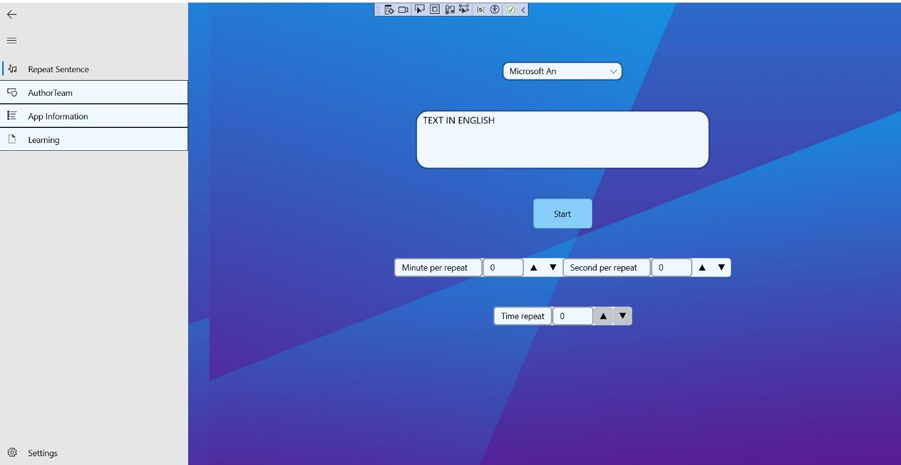 Repeat Sentence
AuthorTeam
App Information
Learning
Settings
Microsoft An
TEXT IN ENGLISH
Start
Minute per repeat 0 Second per repeat 0
Time repeat 0